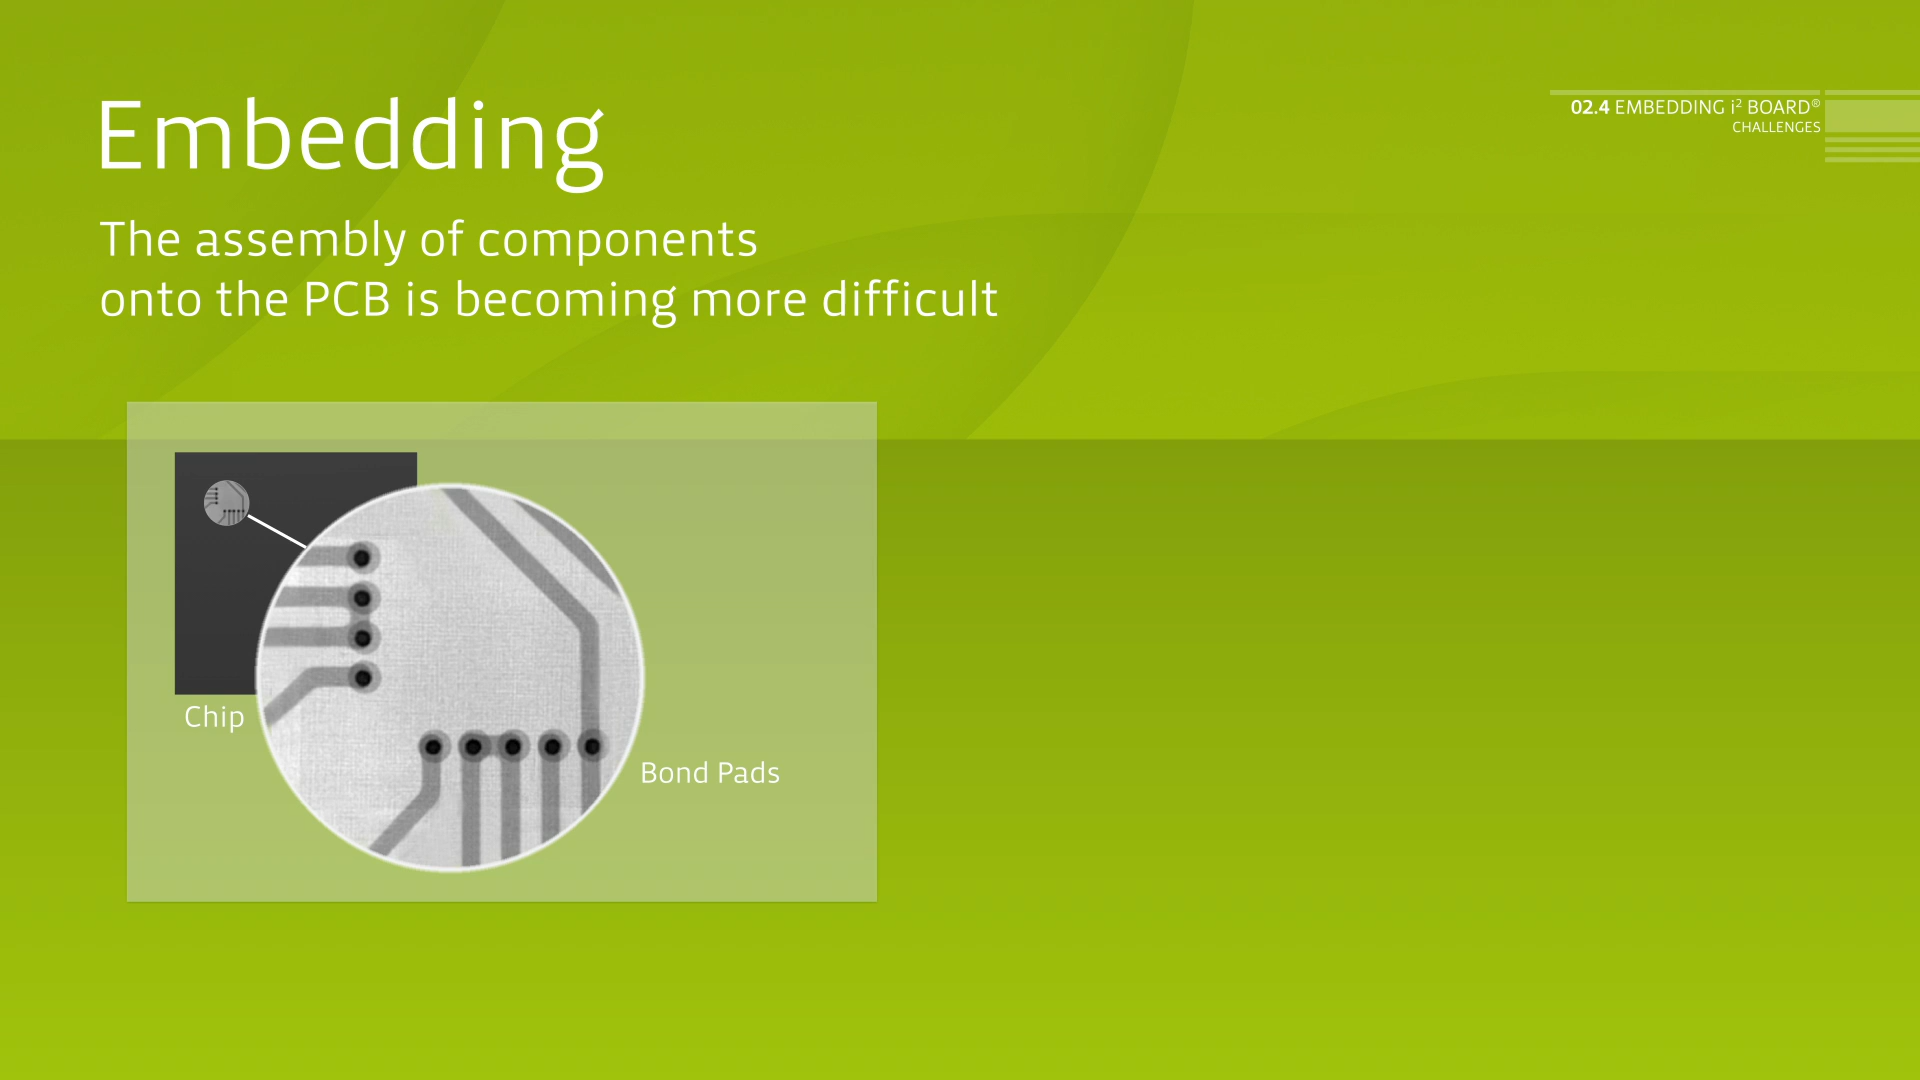 Embedding
The assembly of components
onto the PCB is becoming more difficult
02.4 EMBEDDING i² BOARD®
CHALLENGES
Chip
Bond Pads